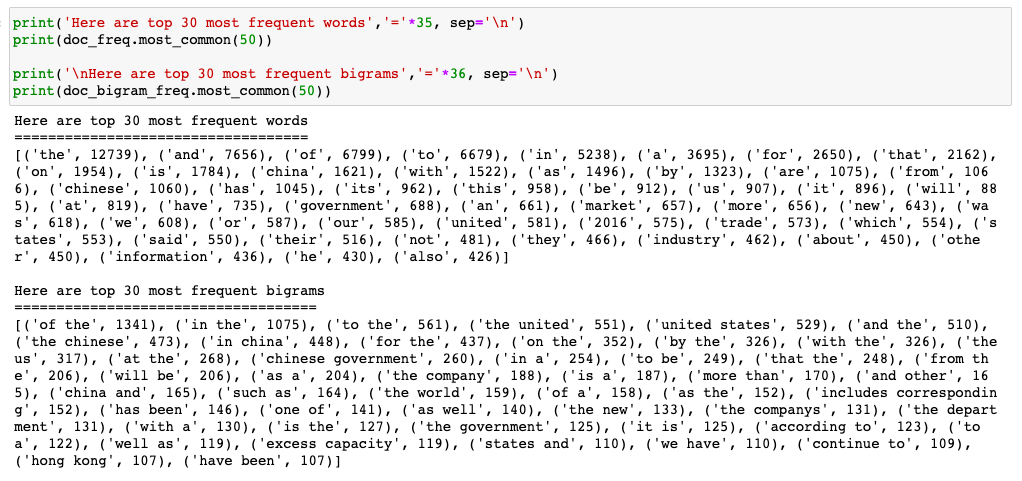 print('Here are top 30 most frequent words','='*35, sep='\n')
print(doc_freq.most_common(50))
print('\nHere are top 30 most frequent bigrams','='*36, sep='\n')
print(doc_bigram_freq.most_common(50))
Here are top 30 most frequent words
===================================
[('the', 12739), ('and', 7656), ('of', 6799), ('to', 6679), ('in', 5238), ('a', 3695), ('for', 2650), ('that', 2162),
('on', 1954), ('is', 1784), ('china', 1621), ('with', 1522), ('as', 1496), ('by', 1323), ('are', 1075), ('from', 106
6), ('chinese', 1060), ('has', 1045), ('its', 962), ('this', 958), ('be', 912), ('us', 907), ('it', 896), ('will', 88
5), ('at', 819), ('have', 735), ('government', 688), ('an', 661), ('market', 657), ('more', 656), ('new', 643), ('wa
s', 618), ('we', 608), ('or', 587), ('our', 585), ('united', 581), ('2016', 575), ('trade', 573), ('which', 554), ('s
tates', 553), ('said', 550), ('their', 516), ('not', 481), ('they', 466), ('industry', 462), ('about', 450), ('othe
r', 450), ('information', 436), ('he', 430), ('also', 426)]
Here are top 30 most frequent bigrams
====================================
[('of the', 1341), ('in the', 1075), ('to the', 561), ('the united', 551), ('united states', 529), ('and the', 510),
('the chinese', 473), ('in china', 448), ('for the', 437), ('on the', 352), ('by the', 326), ('with the', 326), ('the
us', 317), ('at the', 268), ('chinese government', 260), ('in a', 254), ('to be', 249), ('that the', 248), ('from th
e', 206), ('will be', 206), ('as a', 204), ('the company', 188), ('is a', 187), ('more than', 170), ('and other', 16
5), ('china and', 165), ('such as', 164), ('the world', 159), ('of a', 158), ('as the', 152), ('includes correspondin
g', 152), ('has been', 146), ('one of', 141), ('as well', 140), ('the new', 133), ('the companys', 131), ('the depart
ment', 131), ('with a', 130), ('is the', 127), ('the government', 125), ('it is', 125), ('according to', 123), ('to
a', 122), ('well as', 119), ('excess capacity', 119), ('states and', 110), ('we have', 110), ('continue to', 109),
('hong kong', 107), ('have been', 107)]